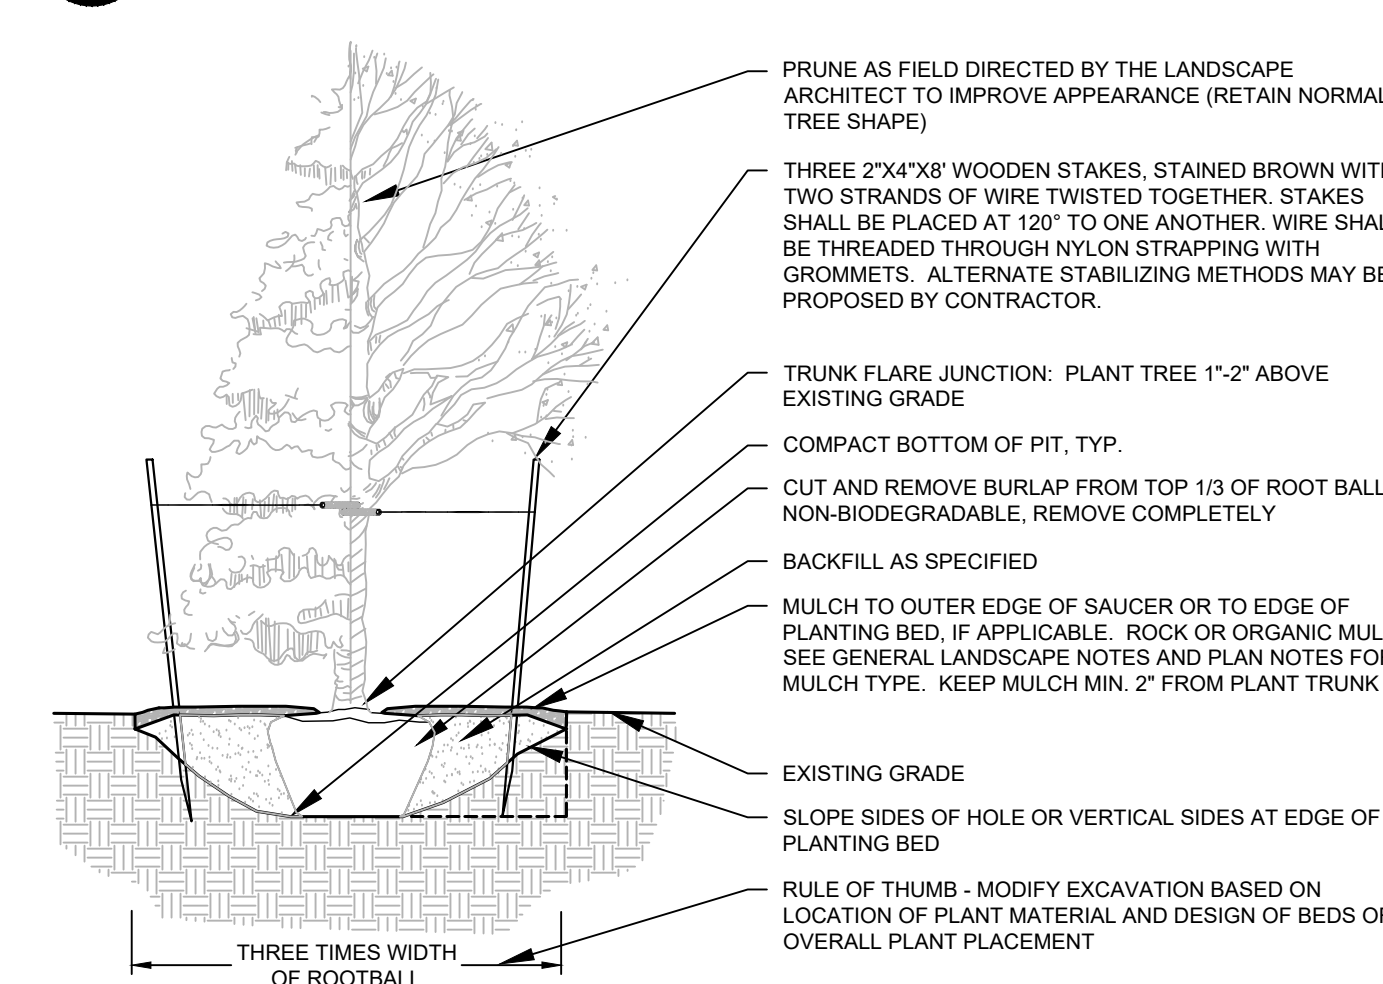 PRUNE AS FIELD DIRECTED BY THE LANDSCAPE
ARCHITECT TO IMPROVE APPEARANCE (RETAIN NORMAL
TREE SHAPE)
THREE 2"X4"X8' WOODEN STAKES, STAINED BROWN WITH
TWO STRANDS OF WIRE TWISTED TOGETHER. STAKES
SHALL BE PLACED AT 120° TO ONE ANOTHER. WIRE SHALL
BE THREADED THROUGH NYLON STRAPPING WITH
GROMMETS. ALTERNATE STABILIZING METHODS MAY BE
PROPOSED BY CONTRACTOR.
TRUNK FLARE JUNCTION: PLANT TREE 1"-2" ABOVE
EXISTING GRADE
COMPACT BOTTOM OF PIT, TYP.
CUT AND REMOVE BURLAP FROM TOP 1/3 OF ROOT BALL
NON-BIODEGRADABLE, REMOVE COMPLETELY
BACKFILL AS SPECIFIED
MULCH TO OUTER EDGE OF SAUCER OR TO EDGE OF
PLANTING BED, IF APPLICABLE. ROCK OR ORGANIC MUL
SEE GENERAL LANDSCAPE NOTES AND PLAN NOTES FOR
MULCH TYPE. KEEP MULCH MIN. 2" FROM PLANT TRUNK
EXISTING GRADE
SLOPE SIDES OF HOLE OR VERTICAL SIDES AT EDGE OF
PLANTING BED
RULE OF THUMB - MODIFY EXCAVATION BASED ON
LOCATION OF PLANT MATERIAL AND DESIGN OF BEDS OR
OVERALL PLANT PLACEMENT
THREE TIMES WIDTH
OF ROOTBALL